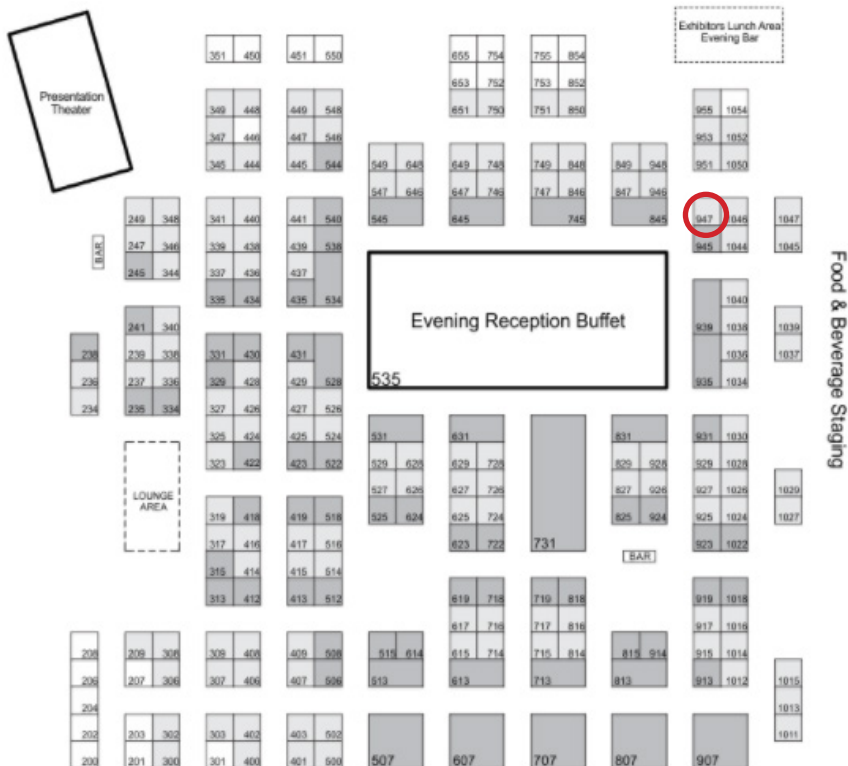 Exhibitors Lunch Area
Evening Bar
Presentation
Theater
351 450 451 550 655 754 755 854
653 752 753 852
349 448 449 548 651 750 751 850 955 1054
347 446 447 546 953 1052
345 444 445 544 549 648 649 748 749 848 849 948 951 1050
547 646 647 746 747 846 847 946
249 348 341 440 441 540 545 645 745 845 947 1046 1047
BAR
247 346 339 438 439 538 945 1044 1045
245 344 337 436 437
335 434 435 534 1040
Evening Reception Buffet
241 340 939 1038 1039
238 239 338 331 430 431 1036 1037
236 237 336 329 428 429 528 535 935 1034
234 235 334 327 426 427 526
325 424 425 524 531 631 831 931 1030
323 422 423 522 529 628 629 728 829 928 929 1028
Food & Beverage Staging
LOUNGE
AREA
527 626 627 726 827 926 927 1026 1029
319 418 419 518 525 624 625 724 825 924 925 1024 1027
317 416 417 516 623 722 731 923 1022
BAR
315 414 415 514
313 412 413 512 619 718 719 818 919 1018
617 716 717 816 917 1016
208 209 308 309 408 409 508 515 614 615 714 715 814 815 914 915 1014
206 207 306 307 406 407 506 513 613 713 813 913 1012 1015
204 1013
202 203 302 303 402 403 502 1011
200 201 300 301 400 401 500 507 607 707 807 907